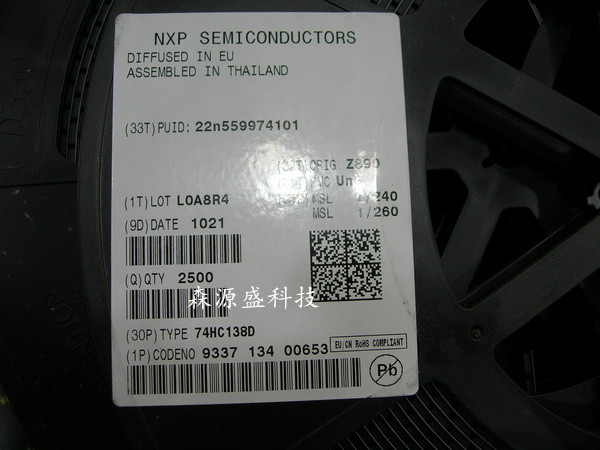 NXP SEMICONDUCTORS
DIFFUSED IN EU
ASSEMBLED IN THAILAND
(33T)PUID: 22n559974101
ORIG Z890
(1T) LOT L0A8R4
MSL 1/240
(9D)DATE 1021
MSL 1/260
(Q)QTY 2500
森源盛科技
(30P)TYPE 74HC138D
EU/CN RoHS COMPLIANT
(1P)CODENO 9337 134 00653
Pb